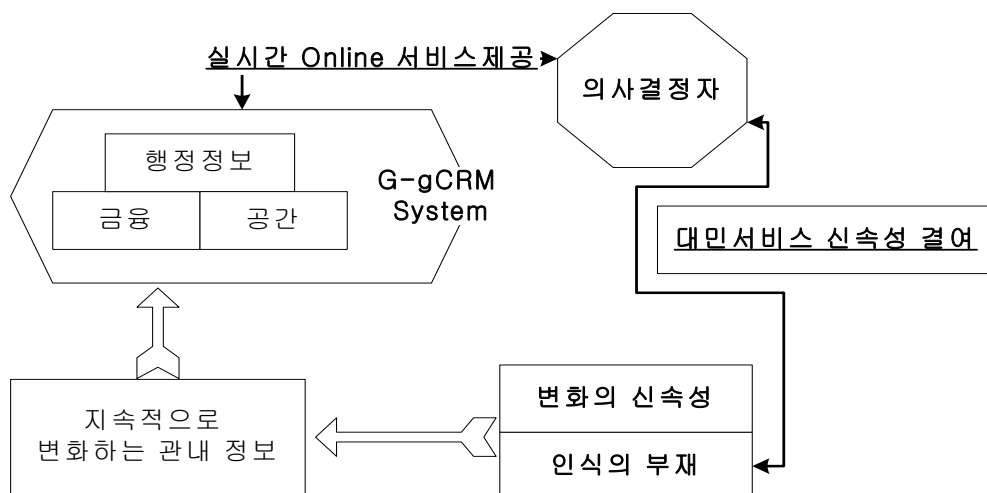 실시간 Online 서비스제공
의사결정자
행정정보
금융
공간
G-gCRM
System
대민서비스 신속성 결여
변화의 신속성
인식의 부재
지속적으로
변화하는 관내 정보